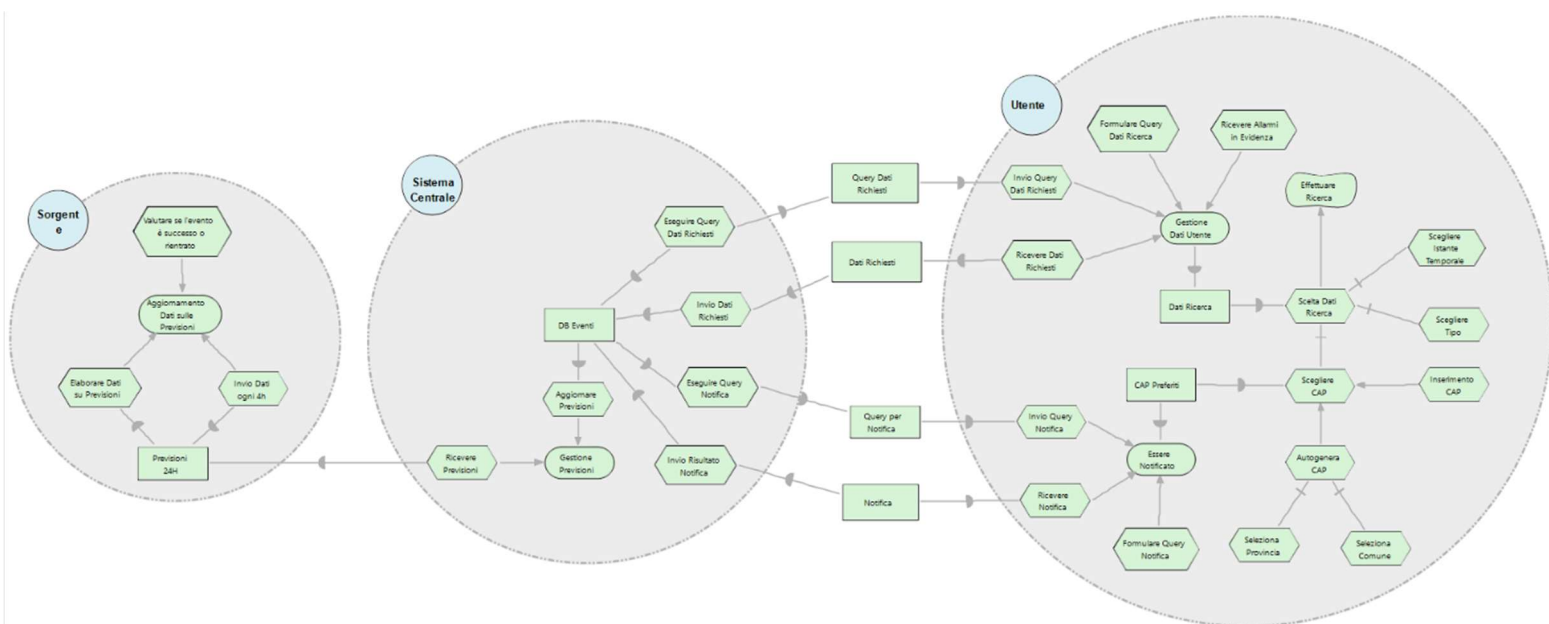 Sorgent
e
Valutare se l'evento
é successo o
rientrato
Aggiornamento
Dati sulle
Previsioni
Elaborare Dati
su Previsioni
Invio Dati
ogni 4h
Previsioni
24H
Sistema
Centrale
Eseguire Query
Dati Richiesti
Invio Dati
Richiesti
DB Eventi
Aggiornare
Previsioni
Eseguire Query
Notifica
Ricevere
Previsioni
Gestione
Previsioni
Invio Risultato
Notifica
Query Dati
Richiesti
Dati Richiesti
Query per
Notifica
Notifica
Utente
Formulare Query
Dati Ricerca
Ricevere Allarmi
in Evidenza
Invio Query
Dati Richiesti
Effettuare
Ricerca
Gestione
Dati Utente
Ricevere Dati
Richiesti
Scegliere
Istante
Temporale
Dati Ricerca
Scelta Dati
Ricerca
Scegliere
Tipo
CAP Preferiti
Scegliere
CAP
Inserimento
CAP
Invio Query
Notifica
Essere
Notificato
Autogenera
CAP
Ricevere
Notifica
Formulare Query
Notifica
Seleziona
Provincia
Seleziona
Comune